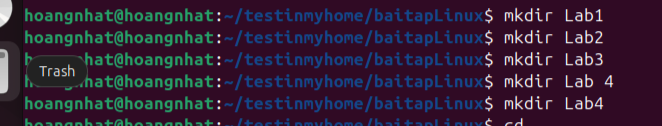 hoangnhat@hoangnhat:~/testinmyhome/baitapLinux$ mkdir Lab1
hoangnhat@hoangnhat:~/testinmyhome/baitapLinux$ mkdir Lab2
hoangnhat@hoangnhat:~/testinmyhome/baitapLinux$ mkdir Lab3
Trash
hoangnhat@hoangnhat:~/testinmyhome/baitapLinux$ mkdir Lab 4
hoangnhat@hoangnhat:~/testinmyhome/baitapLinux$ mkdir Lab4
hoangnhat@hoangnhat:~/testinmyhome/baitapLinux$ cd